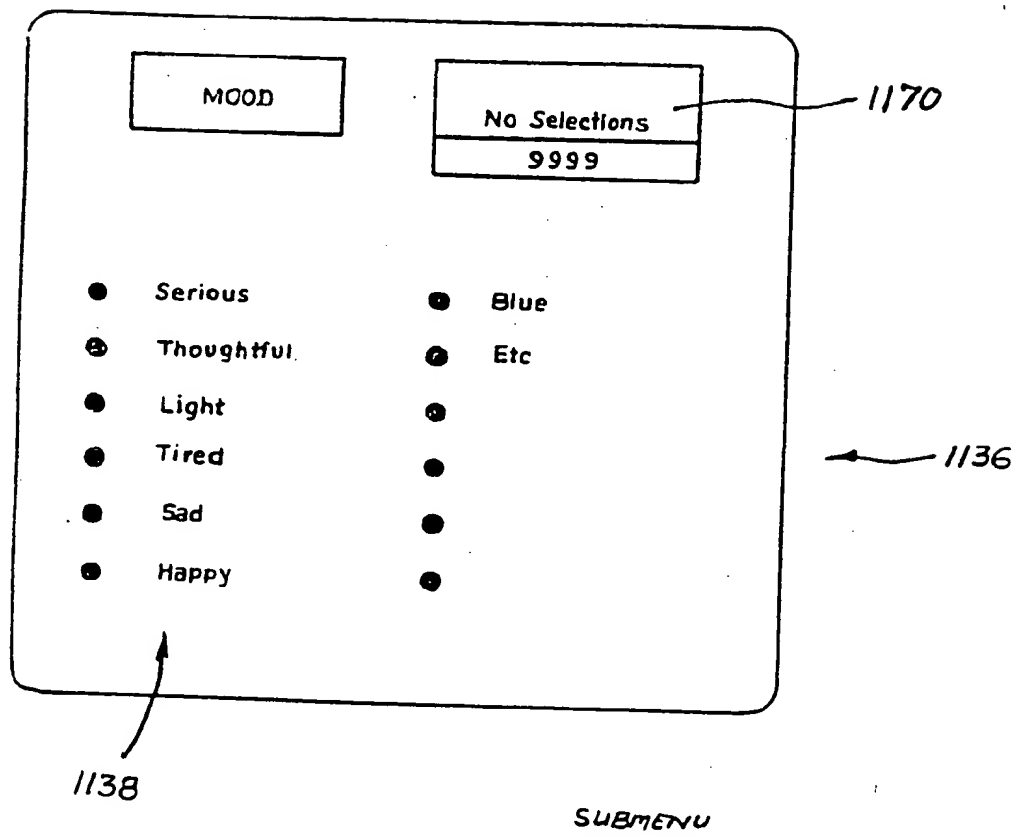 MOOD
No Selections
9999
1170
Serious
Thoughtful
Light
Tired
Sad
Happy
Blue
Etc
1136
1138
SUBMENU